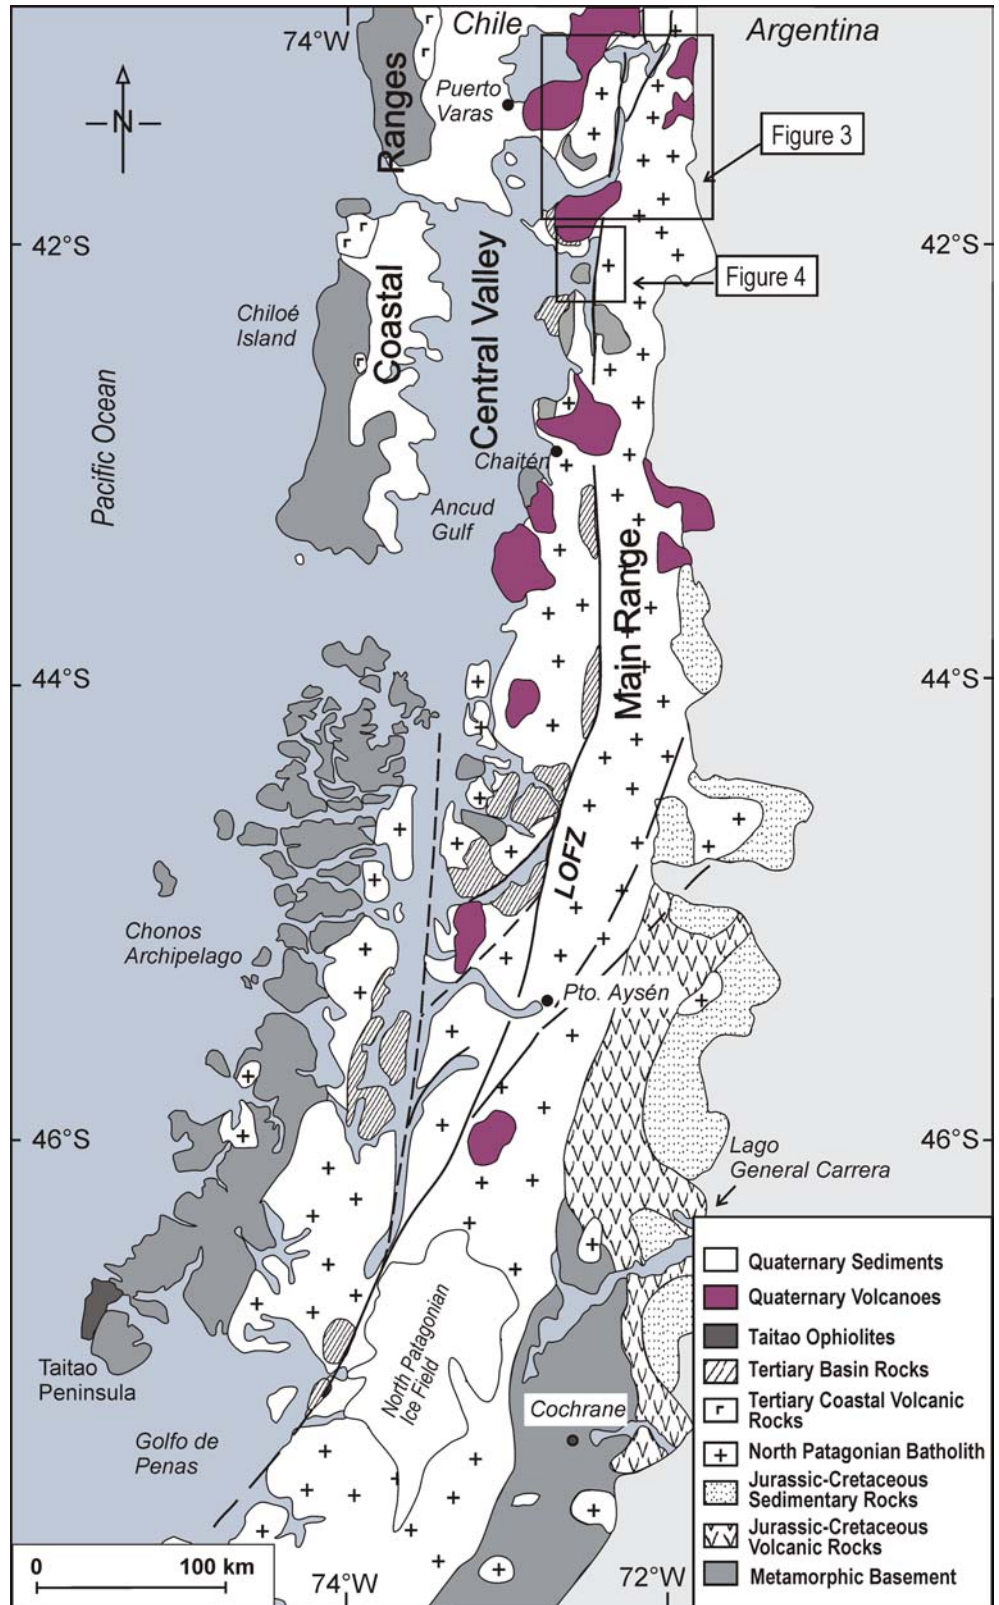 Chile
Argentina
74°W
N
Puerto
Varas
Ranges
Figure 3
42°S
42°S
Figure 4
Chiloé
Island
Coastal
Central Valley
Pacific Ocean
Chaitén
Ancud
Gulf
Main Range
44°S
44°S
LOFZ
Chonos
Archipelago
Pto. Aysén
46°S
46°S
Lago
General Carrera
Taitao
Peninsula
North Patagonian
Ice Field
Cochrane
Golfo de
Penas
Quaternary Sediments
Quaternary Volcanoes
Taitao Ophiolites
Tertiary Basin Rocks
Tertiary Coastal Volcanic
Rocks
North Patagonian Batholith
Jurassic-Cretaceous
Sedimentary Rocks
Jurassic-Cretaceous
Volcanic Rocks
Metamorphic Basement
0 100 km
74°W
72°W